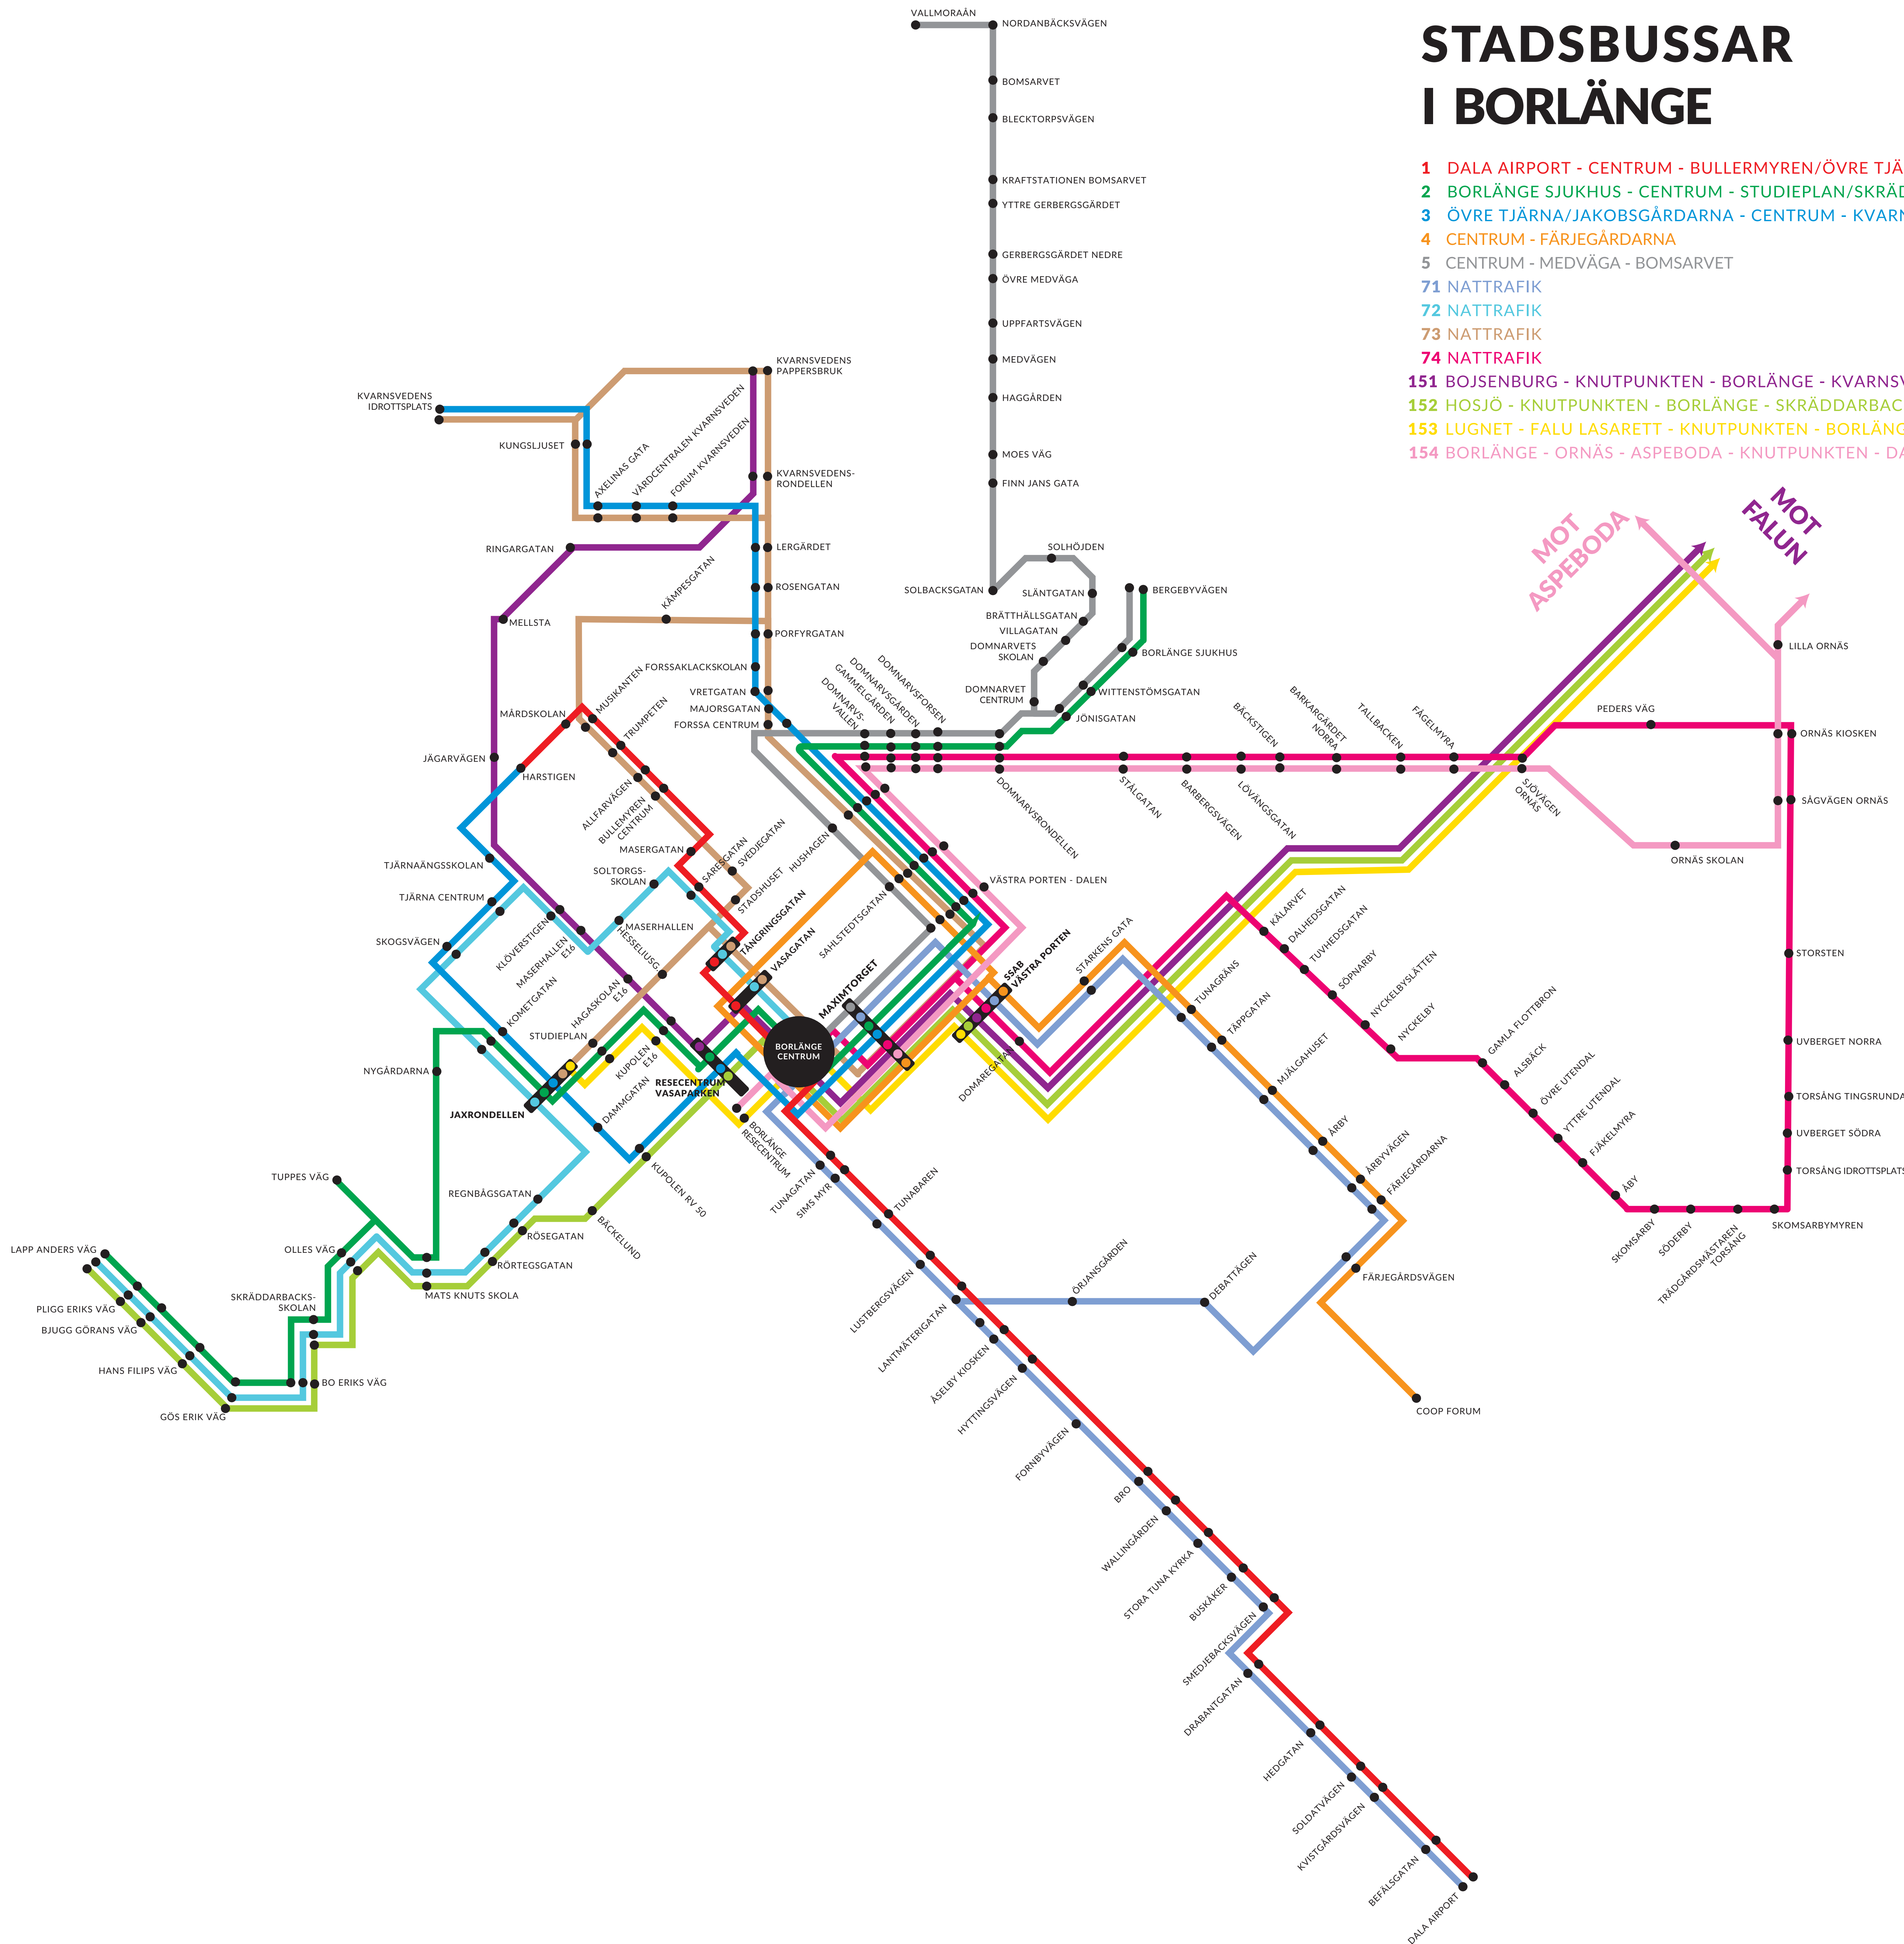 STADSBUSSAR
I BORLÄNGE
1 DALA AIRPORT - CENTRUM - BULLERMYREN/ÖVRE TJÄ
2 BORLÄNGE SJUKHUS - CENTRUM - STUDIEPLAN/SKRÄD
3 ÖVRE TJÄRNA/JAKOBSGÅRDARNA - CENTRUM - KVARN
4 CENTRUM - FÄRJEGÅRDARNA
5 CENTRUM - MEDVÄGA - BOMSARVET
71 NATTRAFIK
72 NATTRAFIK
73 NATTRAFIK
74 NATTRAFIK
151 BOJSENBURG - KNUTPUNKTEN - BORLÄNGE - KVARNSV
152 HOSJÖ - KNUTPUNKTEN - BORLÄNGE - SKRÄDDARBAC
153 LUGNET - FALU LASARETT - KNUTPUNKTEN - BORLÄNG
154 BORLÄNGE - ORNÄS - ASPEBODA - KNUTPUNKTEN - DA
VALLMORAÅN
NORDANBÄCKSVÄGEN
BOMSARVET
BLECKTORPSVÄGEN
KRAFTSTATIONEN BOMSARVET
YTTRE GERBERGSGÄRDET
GERBERGSGÄRDET NEDRE
ÖVRE MEDVÄGA
UPPFARTSVÄGEN
MEDVÄGEN
HAGGÅRDEN
MOES VÄG
FINN JANS GATA
SOLBACKSGATAN
SOLHÖJDEN
SLÄNTGATAN
BRÄTTHÄLLSGATAN
VILLAGATAN
DOMNARVETS
SKOLAN
DOMNARVET
CENTRUM
BERGEBYVÄGEN
BORLÄNGE SJUKHUS
WITTENSTÖMSGATAN
JÖNISGATAN
KVARNSVEDENS
PAPPERSBRUK
KVARNSVEDENS
IDROTTSPLATS
KUNGSLJUSET
AXELINAS GATA
VÅRDCENTRALEN KVARNSVEDEN
FORUM KVARNSVEDEN
KVARNSVEDENS-
RONDELLEN
RINGARGATAN
LERGÄRDET
ROSENGATAN
KÄMPESGATAN
MELLSTA
PORFYRGATAN
FORSSAKLACKSKOLAN
VRETGATAN
MAJORSGATAN
FORSSA CENTRUM
MÅRDSKOLAN
MUSIKANTEN
TRUMPETEN
JÄGARVÄGEN
HARSTIGEN
ALLFARVÄGEN
BULLEMYREN
CENTRUM
MASERGATAN
SARESGATAN
SVEDJEGATAN
STADSHUSET
HUSHAGEN
TJÄRNAÄNGSSKOLAN
SOLTORGS-
SKOLAN
TJÄRNA CENTRUM
MASERHALLEN
SKOGSVÄGEN
KLÖVERSTIGEN
MASERHALLEN
E16
HESSELIUSG
TÅNGRINGSGATAN
VASAGATAN
SAHLSTEDTSGATAN
KOMETGATAN
HAGASKOLAN
E16
STUDIEPLAN
KUPOLEN
E16
NYGÅRDARNA
DAMMGATAN
JAXRONDELLEN
RESECENTRUM
VASAPARKEN
BORLÄNGE
CENTRUM
MAXIMTORGET
SSAB
VÄSTRA PORTEN
DOMAREGATAN
BORLÄNGE
RESECENTRUM
DOMNARVS-
VALLEN
GAMMELGÅRDEN
DOMNARVSGÅRDEN
DOMNARVSFORSEN
DOMNARVSRONDELLEN
VÄSTRA PORTEN - DALEN
STÅLGATAN
BARBERGSVÄGEN
BÄCKSTIGEN
LÖVÄNGSGATAN
BARKARGÄRDET
NORRA
TALLBACKEN
FÅGELMYRA
SJÖVÄGEN
ORNÄS
PEDERS VÄG
ORNÄS SKOLAN
MOT
ASPEBODA
MOT
FALUN
LILLA ORNÄS
ORNÄS KIOSKEN
SÅGVÄGEN ORNÄS
STORSTEN
UVBERGET NORRA
TORSÅNG TINGSRUNDA
UVBERGET SÖDRA
TORSÅNG IDROTTSPLATS
SKOMSARBYMYREN
TRÄDGÅRDSMÄSTAREN
TORSÅNG
SÖDERBY
SKOMSARBY
ÅBY
FJÄKELMYRA
YTTRE UTENDAL
ÖVRE UTENDAL
ALSBÄCK
GAMLA FLOTTBRON
NYCKELBY
NYCKELBYSLÄTTEN
SÖPNARBY
TUVHEDSGATAN
DALHEDSGATAN
KÄLARVET
STARKENS GATA
TUNAGRÄNS
TÄPPGATAN
MJÄLGAHUSET
ÅRBY
ÅRBYVÄGEN
FÄRJEGÅRDARNA
FÄRJEGÅRDSVÄGEN
COOP FORUM
DEBATTÄGEN
ÖRJANSGÅRDEN
TUPPES VÄG
OLLES VÄG
LAPP ANDERS VÄG
PLIGG ERIKS VÄG
BJUGG GÖRANS VÄG
HANS FILIPS VÄG
GÖS ERIK VÄG
SKRÄDDARBACKS-
SKOLAN
BO ERIKS VÄG
MATS KNUTS SKOLA
RÖRTEGSGATAN
RÖSEGATAN
REGNBÅGSGATAN
BÄCKELUND
KUPOLEN RV 50
TUNAGATAN
SIMS MYR
TUNABAREN
LUSTBERGSVÄGEN
LANTMÄTERIGATAN
ÅSELBY KIOSKEN
HYTTINGSVÄGEN
FORNBYVÄGEN
BRO
WALLINGÅRDEN
STORA TUNA KYRKA
BUSKÅKER
SMEDJEBACKSVÄGEN
DRABANTGATAN
HEDGATAN
SOLDATVÄGEN
KVISTGÅRDSVÄGEN
BEFÄLSGATAN
DALA AIRPORT